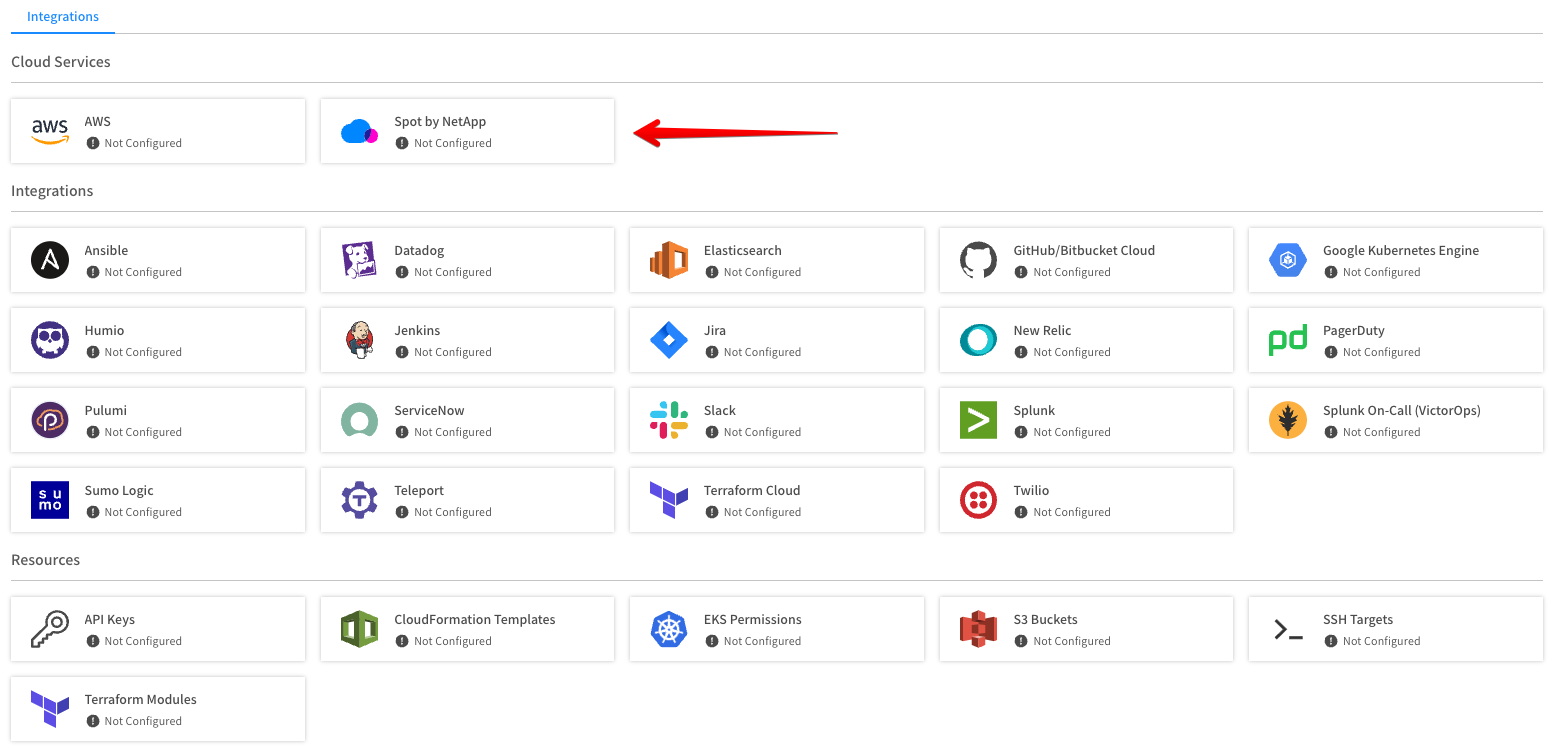 Integrations
Cloud Services
aws
AWS
Not Configured
Spot by NetApp
Not Configured
Integrations
Ansible
Not Configured
Datadog
Not Configured
Elasticsearch
Not Configured
GitHub/Bitbucket Cloud
Not Configured
Google Kubernetes Engine
Not Configured
Humio
Not Configured
Jenkins
Not Configured
Jira
Not Configured
New Relic
Not Configured
pd
PagerDuty
Not Configured
Pulumi
Not Configured
ServiceNow
Not Configured
Slack
Not Configured
Splunk
Not Configured
Splunk On-Call (VictorOps)
Not Configured
su
mo
Sumo Logic
Not Configured
T
Teleport
Not Configured
Terraform Cloud
Not Configured
Twilio
Not Configured
Resources
API Keys
Not Configured
CloudFormation Templates
Not Configured
EKS Permissions
Not Configured
S3 Buckets
Not Configured
SSH Targets
Not Configured
Terraform Modules
Not Configured